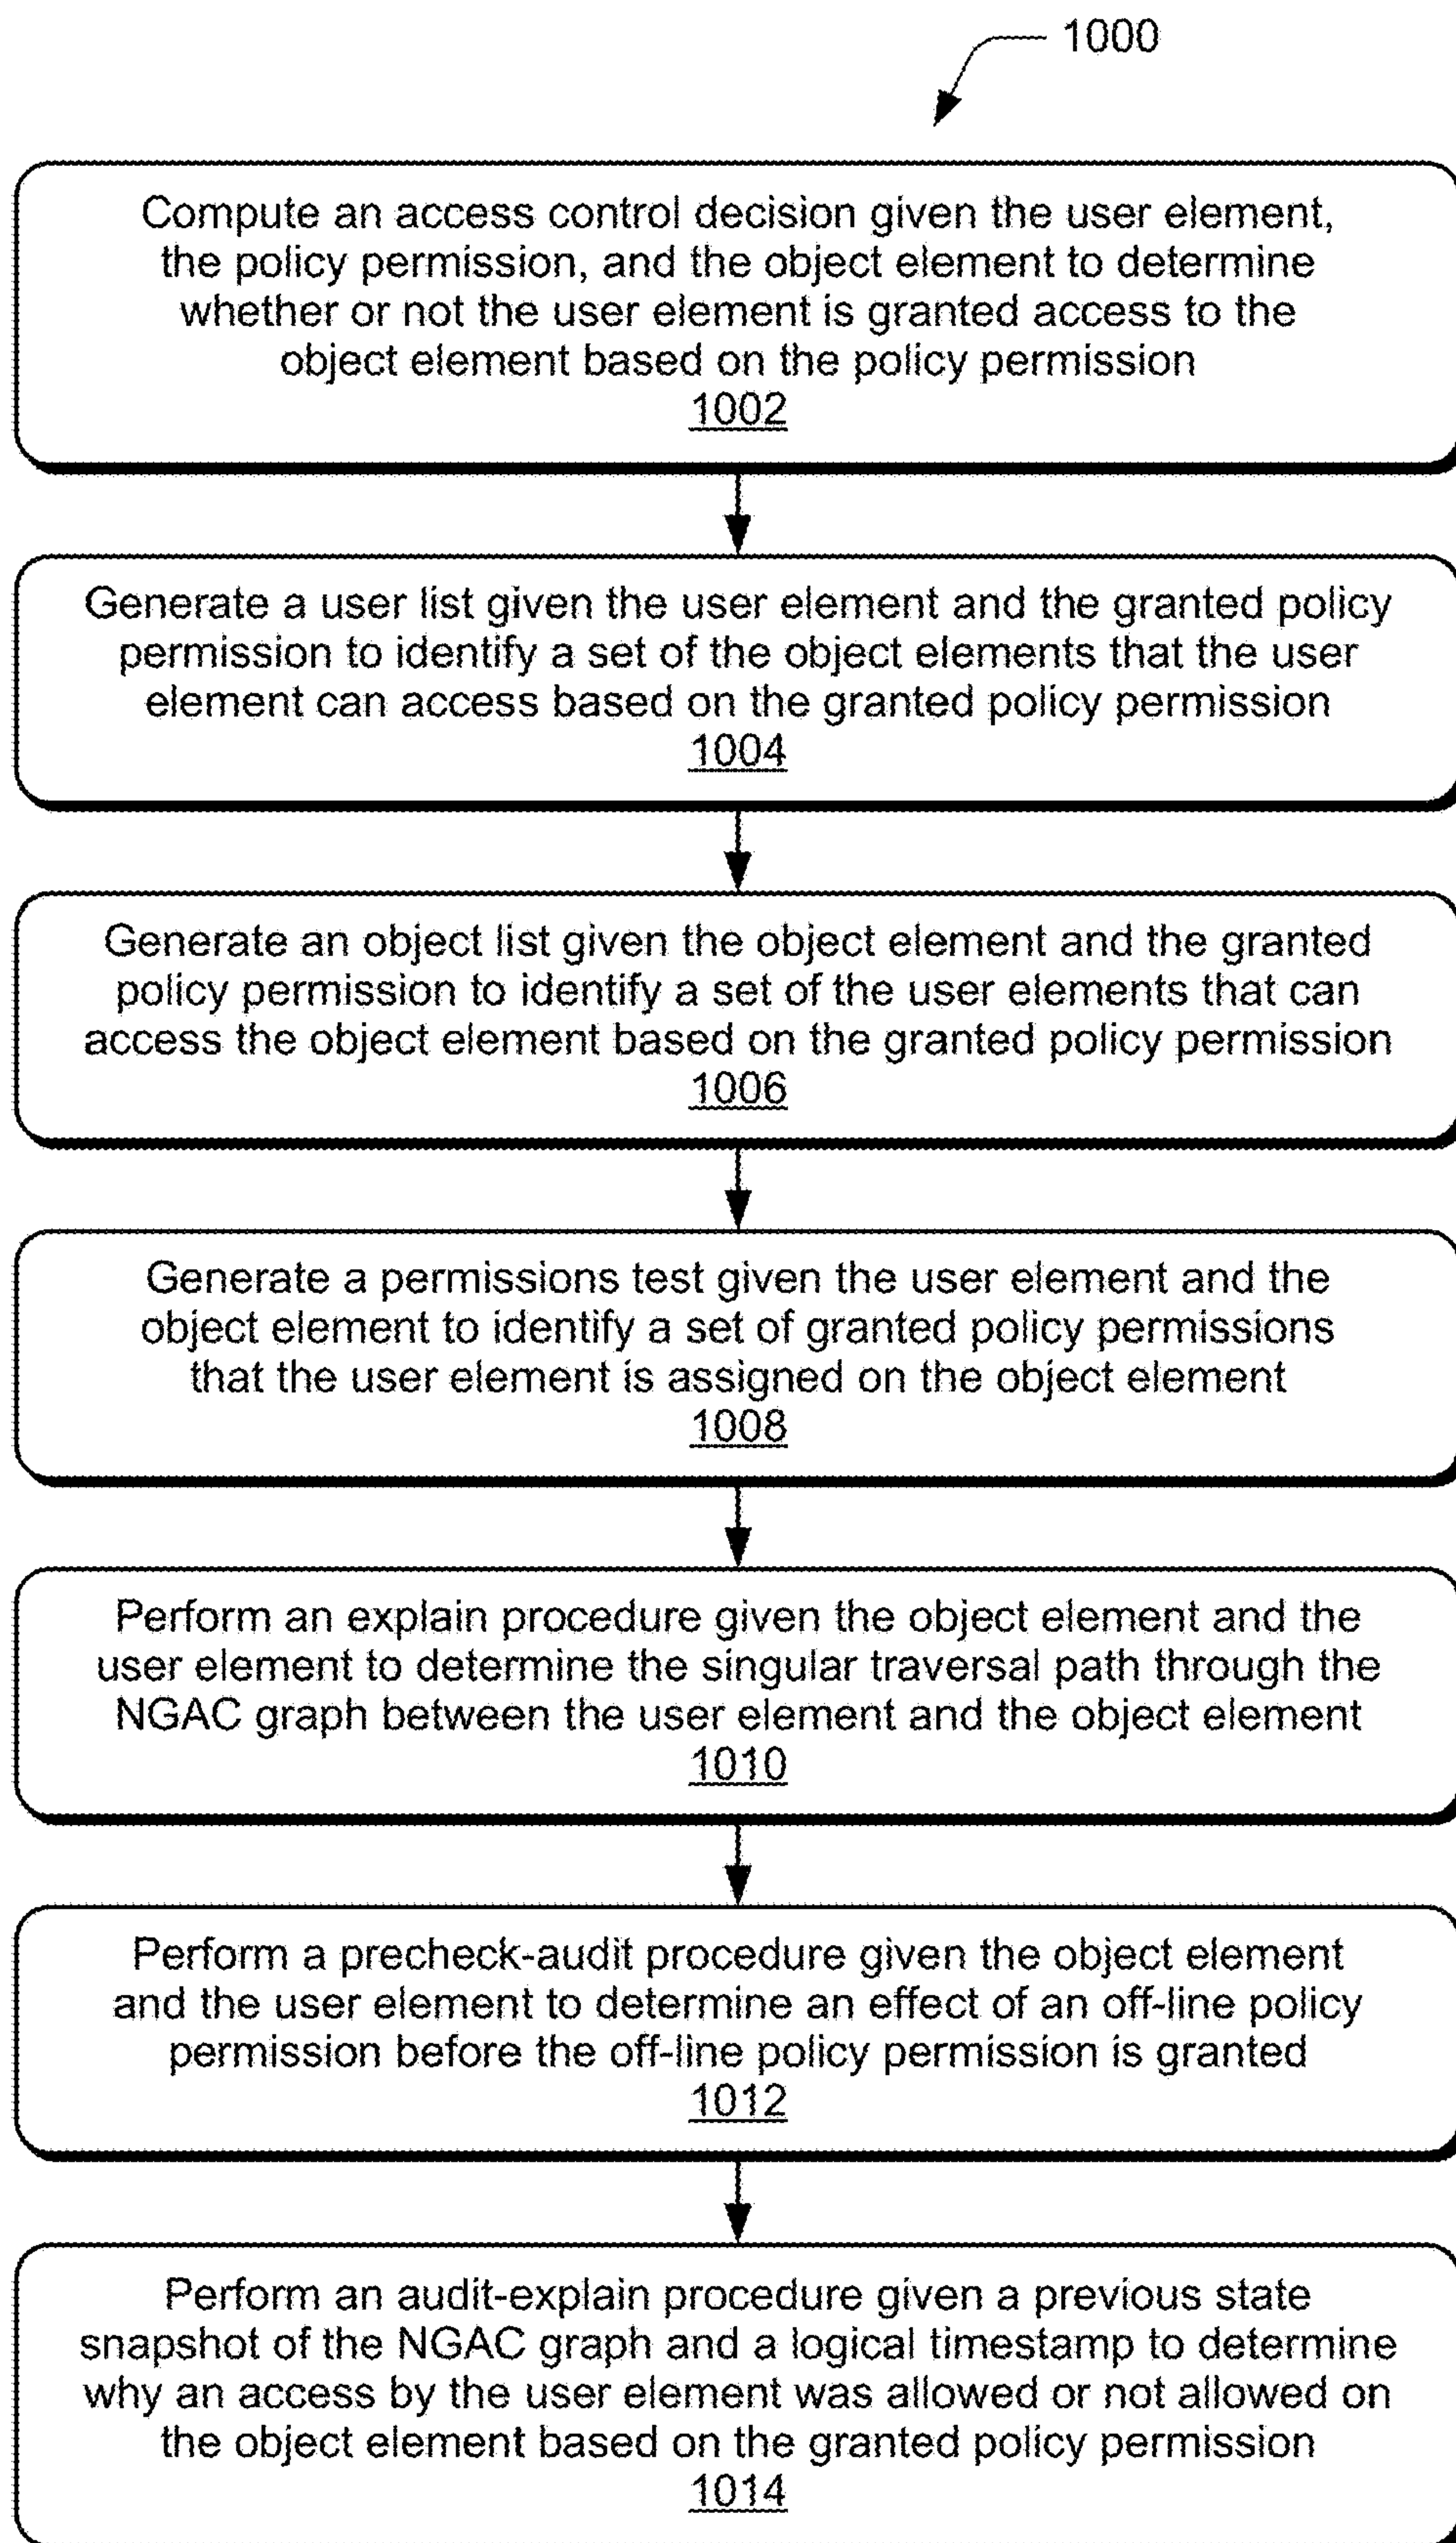 1000
Compute an access control decision given the user element,
the policy permission, and the object element to determine
whether or not the user element is granted access to the
object element based on the policy permission
1002
Generate a user list given the user element and the granted policy
permission to identify a set of the object elements that the user
element can access based on the granted policy permission
1004
Generate an object list given the object element and the granted
policy permission to identify a set of the user elements that can
access the object element based on the granted policy permission
1006
Generate a permissions test given the user element and the
object element to identify a set of granted policy permissions
that the user element is assigned on the object element
1008
Perform an explain procedure given the object element and the
user element to determine the singular traversal path through the
NGAC graph between the user element and the object element
1010
Perform a precheck-audit procedure given the object element
and the user element to determine an effect of an off-line policy
permission before the off-line policy permission is granted
1012
Perform an audit-explain procedure given a previous state
snapshot of the NGAC graph and a logical timestamp to determine
why an access by the user element was allowed or not allowed on
the object element based on the granted policy permission
1014